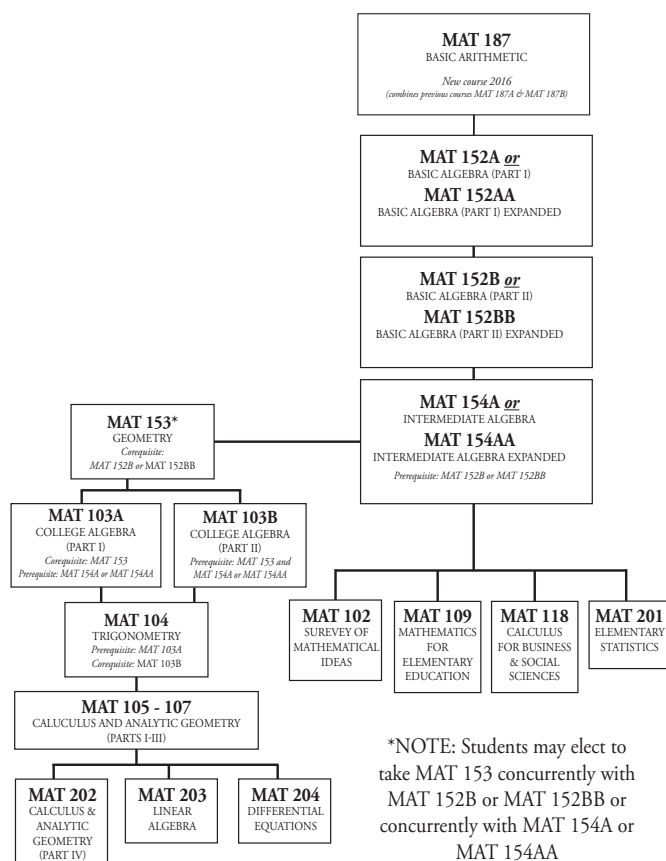 MAT 187
BASIC ARITHMETIC
New course 2016
(combines previous courses MAT 187A & MAT 187B)
MAT 152A or
BASIC ALGEBRA (PART I)
MAT 152AA
BASIC ALGEBRA (PART I) EXPANDED
MAT 152B or
BASIC ALGEBRA (PART II)
MAT 152BB
BASIC ALGEBRA (PART II) EXPANDED
MAT 154A or
INTERMEDIATE ALGEBRA
MAT 154AA
INTERMEDIATE ALGEBRA EXPANDED
Prerequisite: MAT 152B or MAT 152BB
MAT 153*
GEOMETRY
Corequisite:
MAT 152B or MAT 152BB
MAT 103A
COLLEGE ALGEBRA
(PART I)
Corequisite: MAT 153
Prerequisite: MAT 154A or MAT 154AA
MAT 103B
COLLEGE ALGEBRA
(PART II)
Prerequisite: MAT 153 and
MAT 154A or MAT 154AA
MAT 104
TRIGONOMETRY
Prerequisite: MAT 103A
Corequisite: MAT 103B
MAT 102
SUREVEY OF
MATHEMATICAL
IDEAS
MAT 109
MATHEMATICS
FOR
ELEMENTARY
EDUCATION
MAT 118
CALCULUS
FOR BUSINESS
& SOCIAL
SCIENCES
MAT 201
ELEMENTARY
STATISTICS
MAT 105 - 107
CALUCULUS AND ANALYTIC GEOMETRY
(PARTS I-III)
MAT 202
CALCULUS &
ANALYTIC
GEOMETRY
(PART IV)
MAT 203
LINEAR
ALGEBRA
MAT 204
DIFFERENTIAL
EQUATIONS
*NOTE: Students may elect to
take MAT 153 concurrently with
MAT 152B or MAT 152BB or
concurrently with MAT 154A or
MAT 154AA